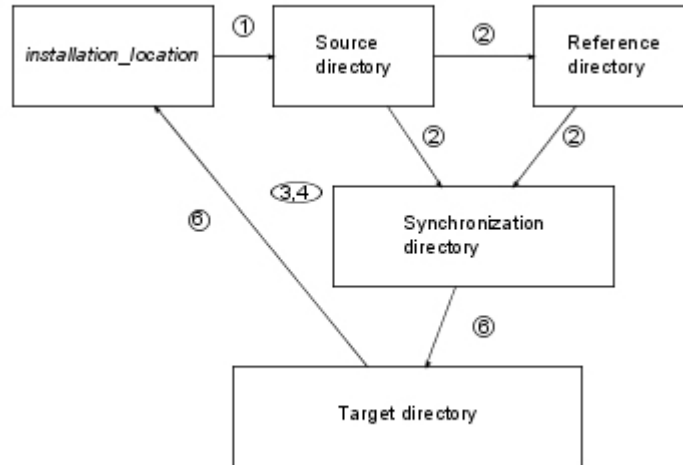 ①
②
Source
directory
Reference
directory
installation_location
②
②
3,4
Synchronization
directory
⑥
⑥
Target directory